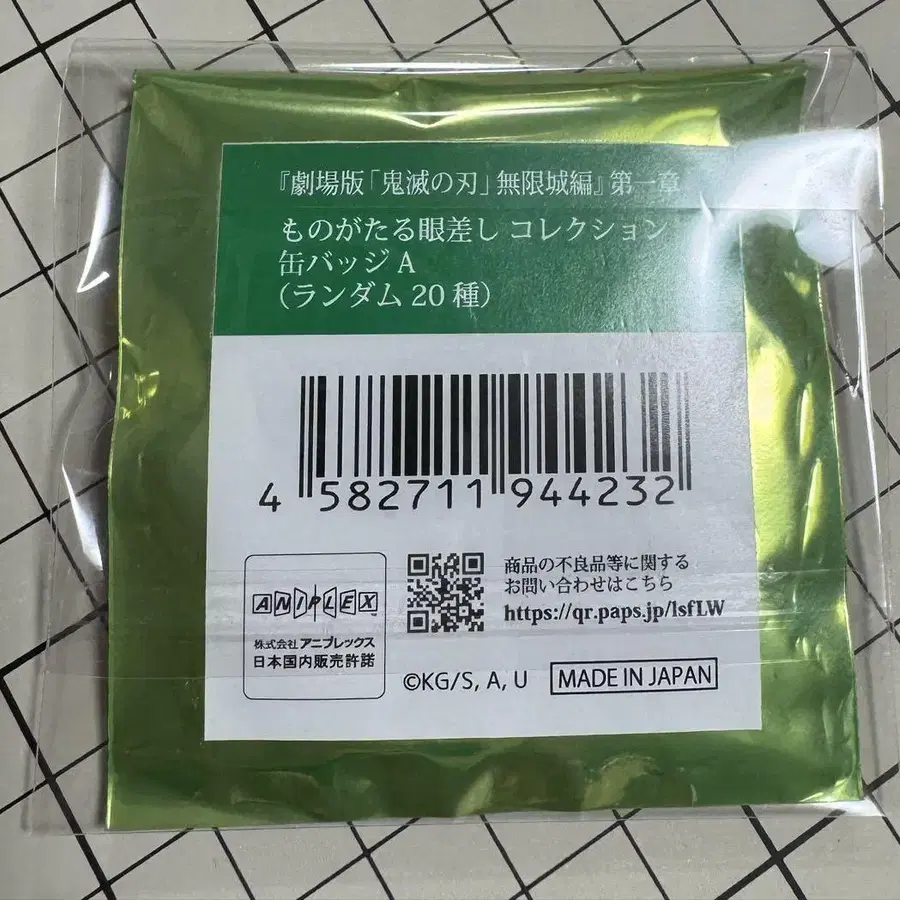 『劇場版「鬼滅の刃」無限城編』第一章
ものがたる眼差し コレクション
缶バッジ A
（ランダム 20 種）
4 582711 944232
ANIPLEX
株式会社 アニプレックス
日本国内販売許諾
商品の不良品等に関する
お問い合わせはこちら
https://qr.paps.jp/lsfLW
©KG/S, A, U
MADE IN JAPAN